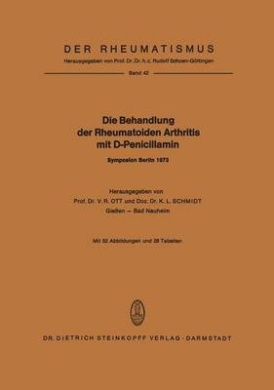 DER RHEUMATISMUS
Herausgegeben von Prof. Dr. Dr. h. c. Rudolf Schoen-Göttingen
Band 42
Die Behandlung
der Rheumatoiden Arthritis
mit D-Penicillamin
Symposion Berlin 1973
Herausgegeben von
Prof. Dr. V. R. OTT und Doz. Dr. K. L. SCHMIDT
Gießen – Bad Nauheim
Mit 52 Abbildungen und 28 Tabellen
DR. DIETRICH STEINKOPFF VERLAG · DARMSTADT